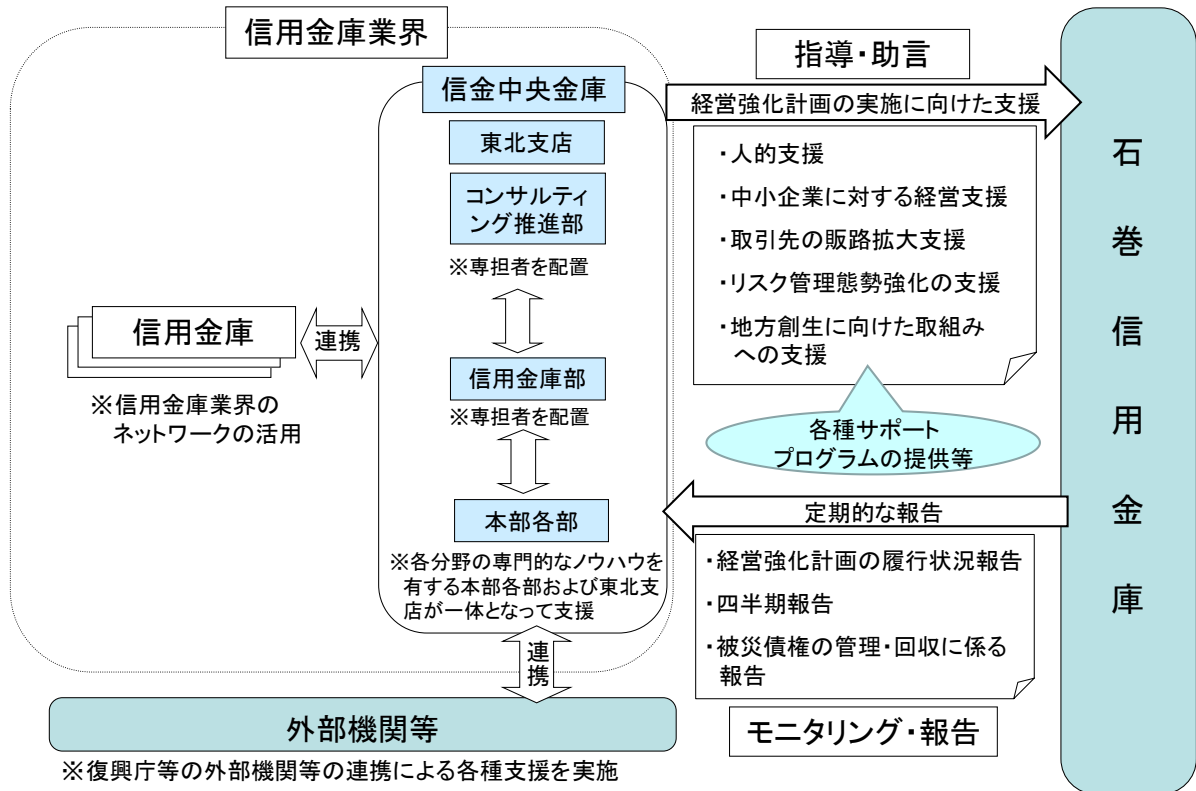 信用金庫業界
信金中央金庫
東北支店
コンサルティ
ング推進部
※専担者を配置
信用金庫部
※専担者を配置
本部各部
※各分野の専門的なノウハウを
有する本部各部および東北支
店が一体となって支援
信用金庫
連携
※信用金庫業界の
ネットワークの活用
連
携
外部機関等
※復興庁等の外部機関等の連携による各種支援を実施
指導・助言
経営強化計画の実施に向けた支援
・人的支援
・中小企業に対する経営支援
・取引先の販路拡大支援
・リスク管理態勢強化の支援
・地方創生に向けた取組み
への支援
各種サポート
プログラムの提供等
定期的な報告
・経営強化計画の履行状況報告
・四半期報告
・被災債権の管理・回収に係る
報告
モニタリング・報告
石
巻
信
用
金
庫